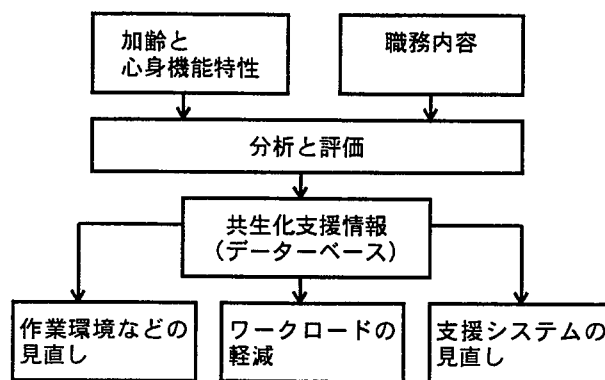 加齢と
心身機能特性
職務内容
分析と評価
共生化支援情報
(データーベース)
作業環境などの
見直し
ワークロードの
軽減
支援システムの
見直し